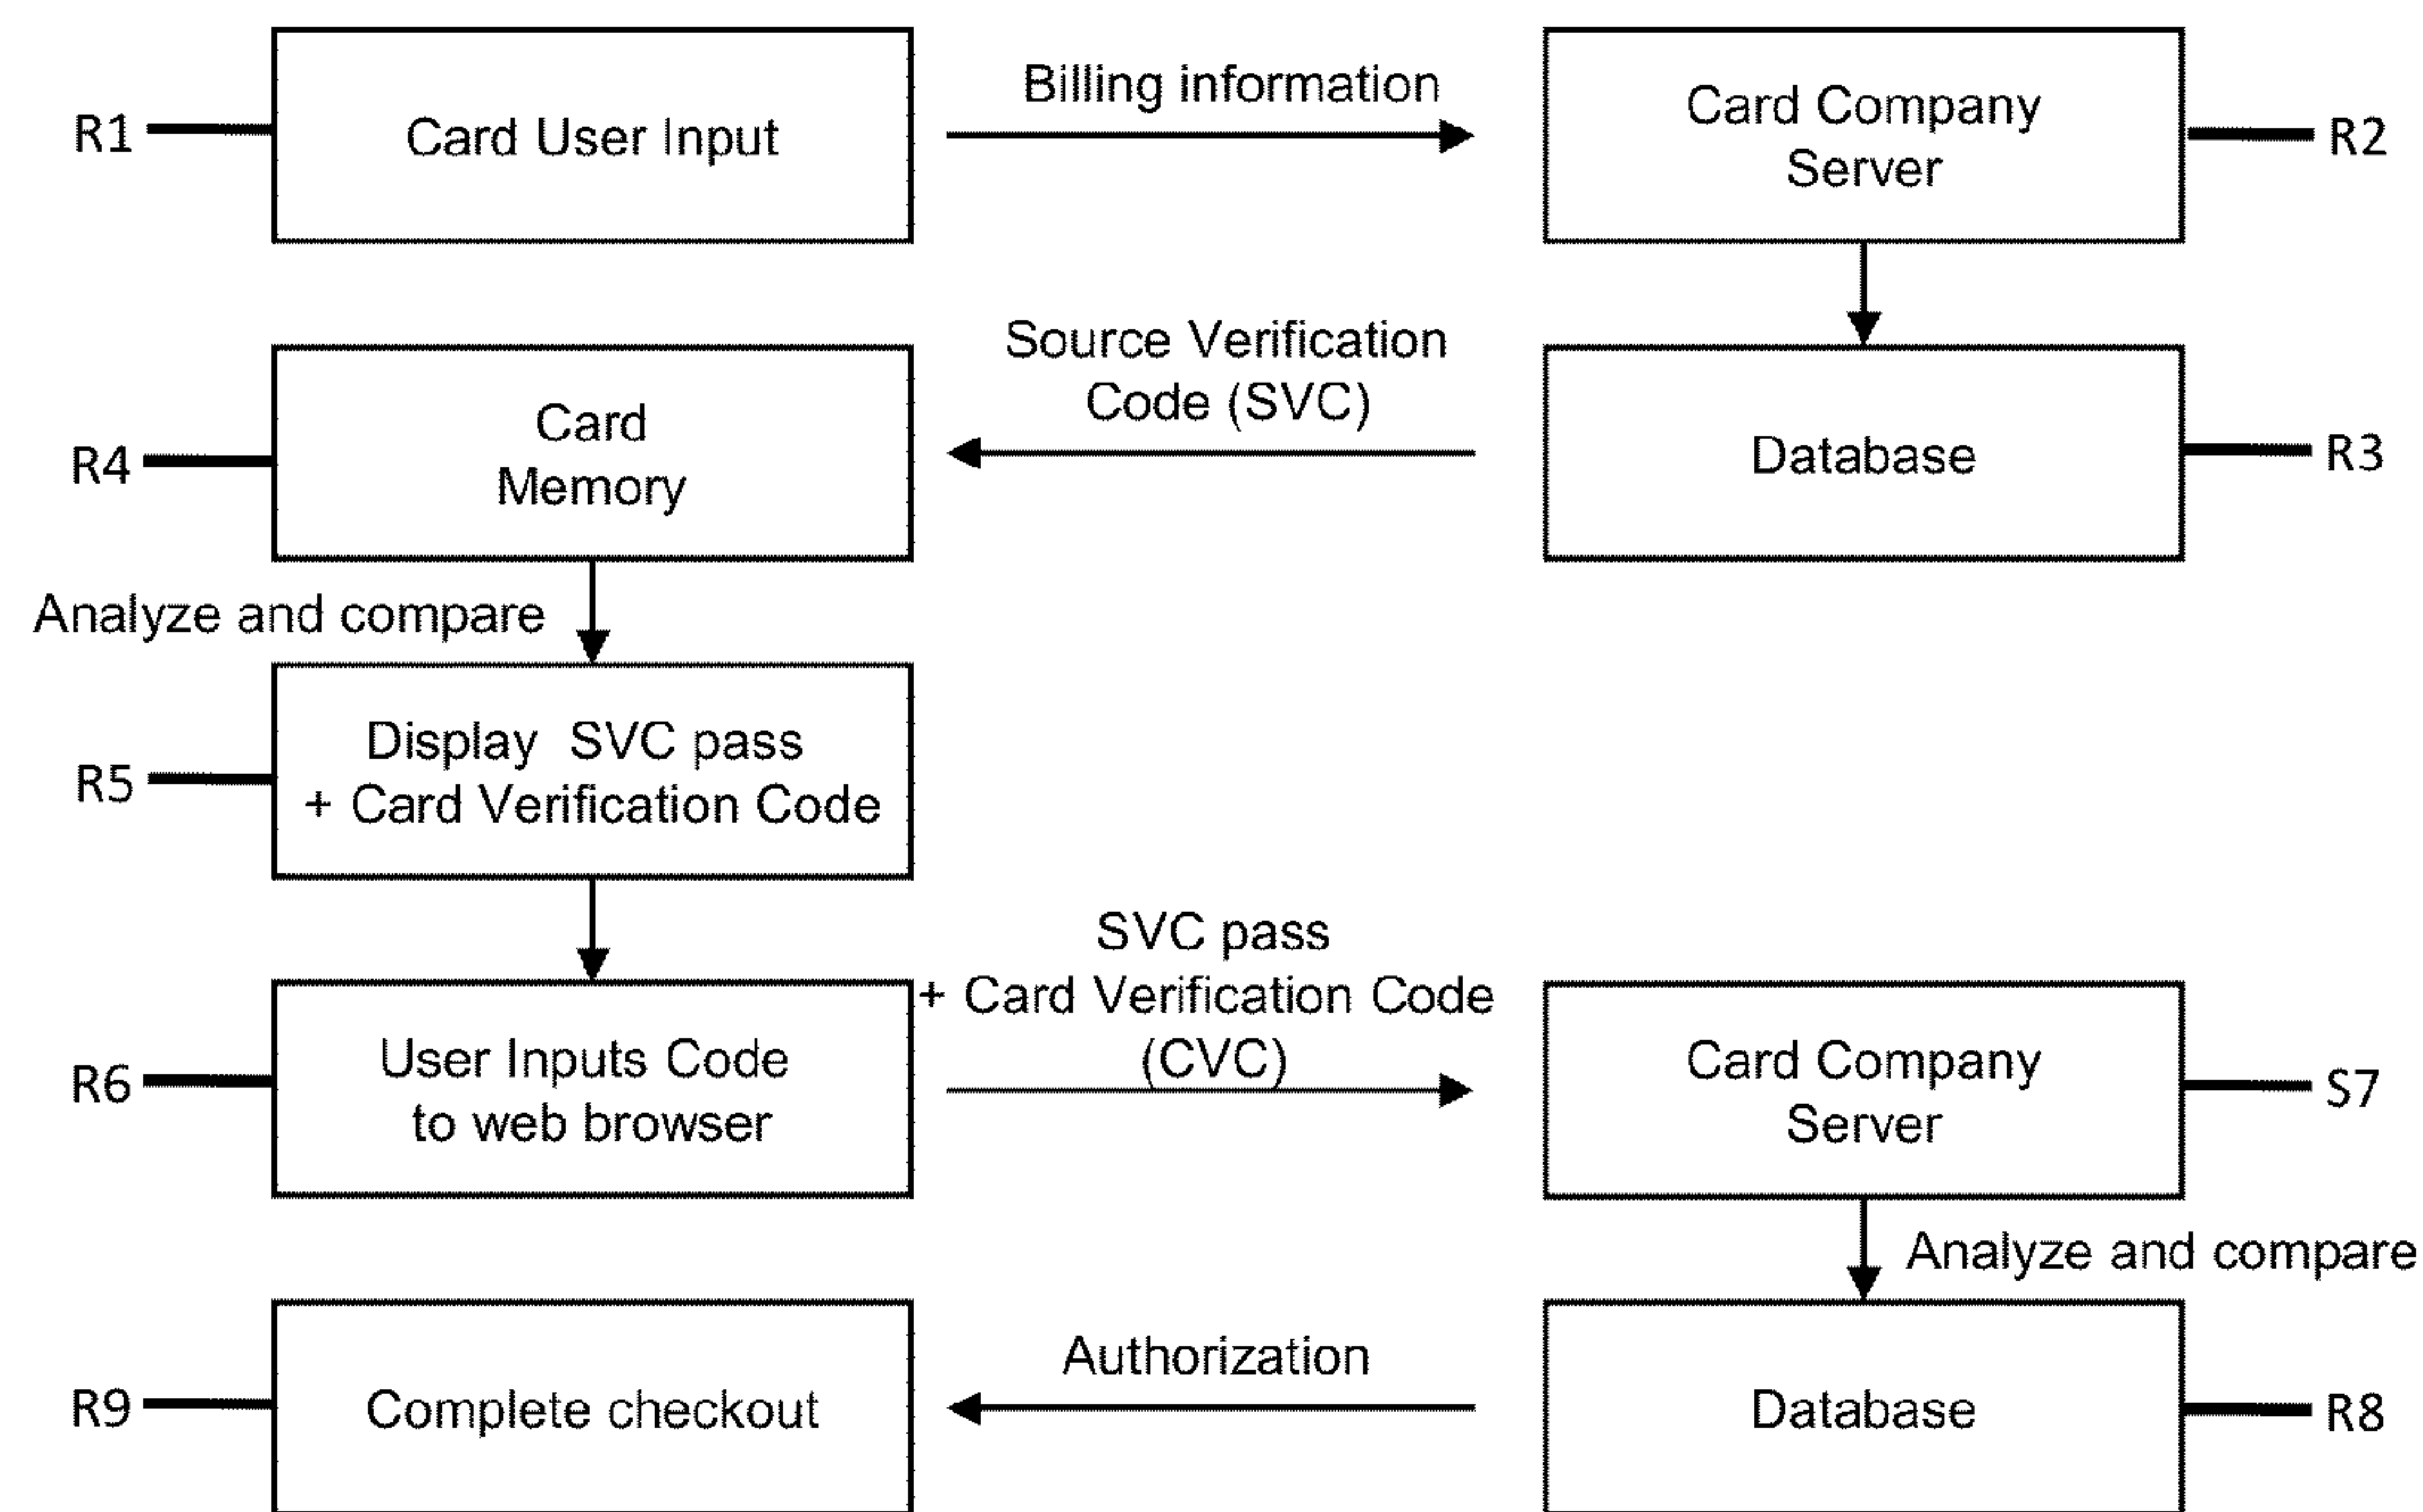 R1
Card User Input
Billing information
Card Company
Server
R2
R4
Card
Memory
Source Verification
Code (SVC)
Database
R3
Analyze and compare
R5
Display SVC pass
+ Card Verification Code
R6
User Inputs Code
to web browser
SVC pass
+ Card Verification Code
(CVC)
Card Company
Server
S7
Analyze and compare
R9
Complete checkout
Authorization
Database
R8